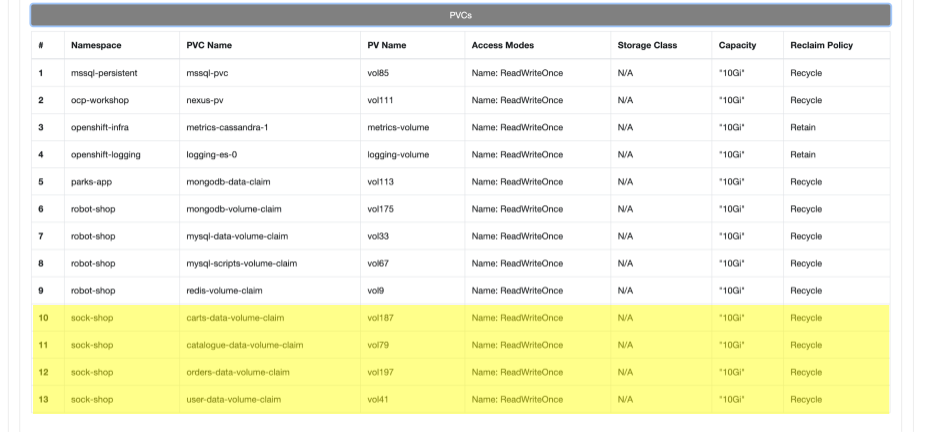 PVCs
# Namespace PVC Name PV Name Access Modes Storage Class Capacity Reclaim Policy
1 mssql-persistent mssql-pvc vol85 Name: ReadWriteOnce N/A "10Gi" Recycle
2 ocp-workshop nexus-pv vol111 Name: ReadWriteOnce N/A "10Gi" Recycle
3 openshift-infra metrics-cassandra-1 metrics-volume Name: ReadWriteOnce N/A "10Gi" Retain
4 openshift-logging logging-es-0 logging-volume Name: ReadWriteOnce N/A "10Gi" Retain
5 parks-app mongodb-data-claim vol113 Name: ReadWriteOnce N/A "10Gi" Recycle
6 robot-shop mongodb-volume-claim vol175 Name: ReadWriteOnce N/A "10Gi" Recycle
7 robot-shop mysql-data-volume-claim vol33 Name: ReadWriteOnce N/A "10Gi" Recycle
8 robot-shop mysql-scripts-volume-claim vol67 Name: ReadWriteOnce N/A "10Gi" Recycle
9 robot-shop redis-volume-claim vol9 Name: ReadWriteOnce N/A "10Gi" Recycle
10 sock-shop carts-data-volume-claim vol187 Name: ReadWriteOnce N/A "10Gi" Recycle
11 sock-shop catalogue-data-volume-claim vol79 Name: ReadWriteOnce N/A "10Gi" Recycle
12 sock-shop orders-data-volume-claim vol197 Name: ReadWriteOnce N/A "10Gi" Recycle
13 sock-shop user-data-volume-claim vol41 Name: ReadWriteOnce N/A "10Gi" Recycle